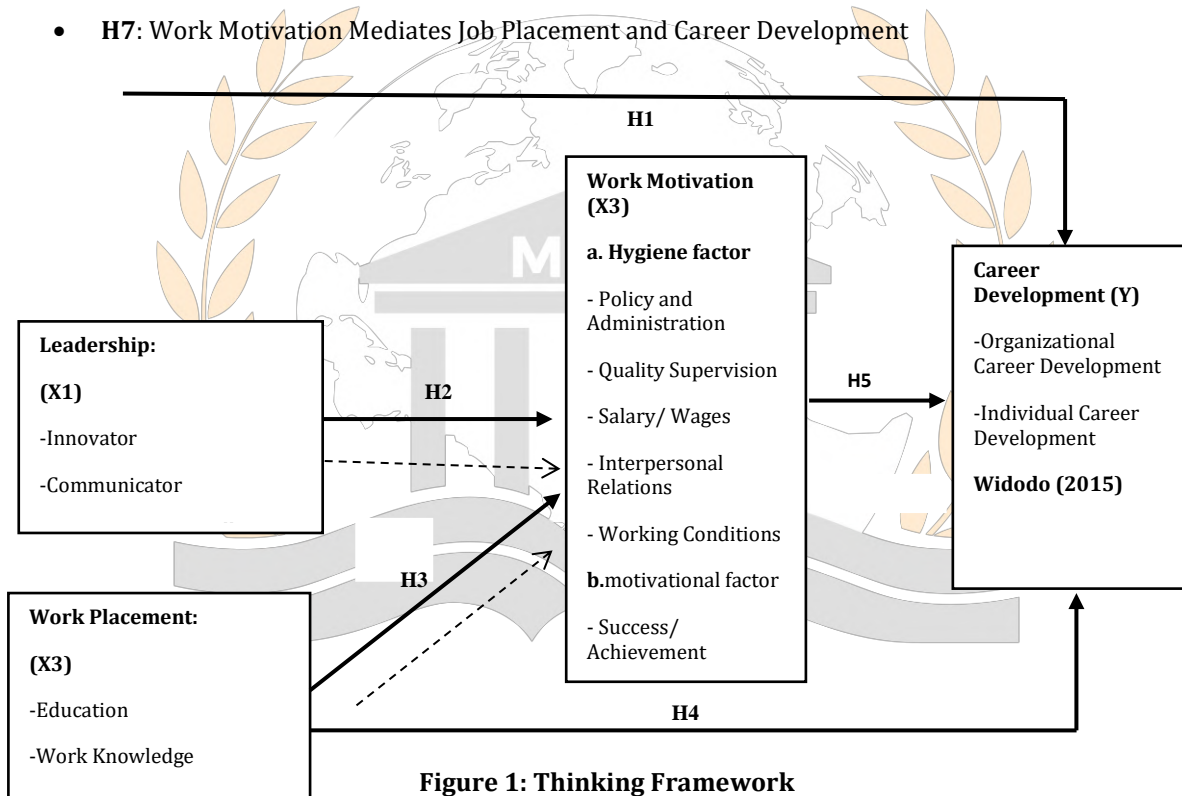 • H7: Work Motivation Mediates Job Placement and Career Development
H1
Work Motivation
(X3)
a. Hygiene factor
- Policy and
Administration
- Quality Supervision
- Salary/ Wages
- Interpersonal
Relations
- Working Conditions
b.motivational factor
- Success/
Achievement
Career
Development (Y)
-Organizational
Career Development
-Individual Career
Development
Widodo (2015)
Leadership:
(X1)
-Innovator
-Communicator
H2
H5
H3
Work Placement:
(X3)
-Education
-Work Knowledge
H4
M
Figure 1: Thinking Framework